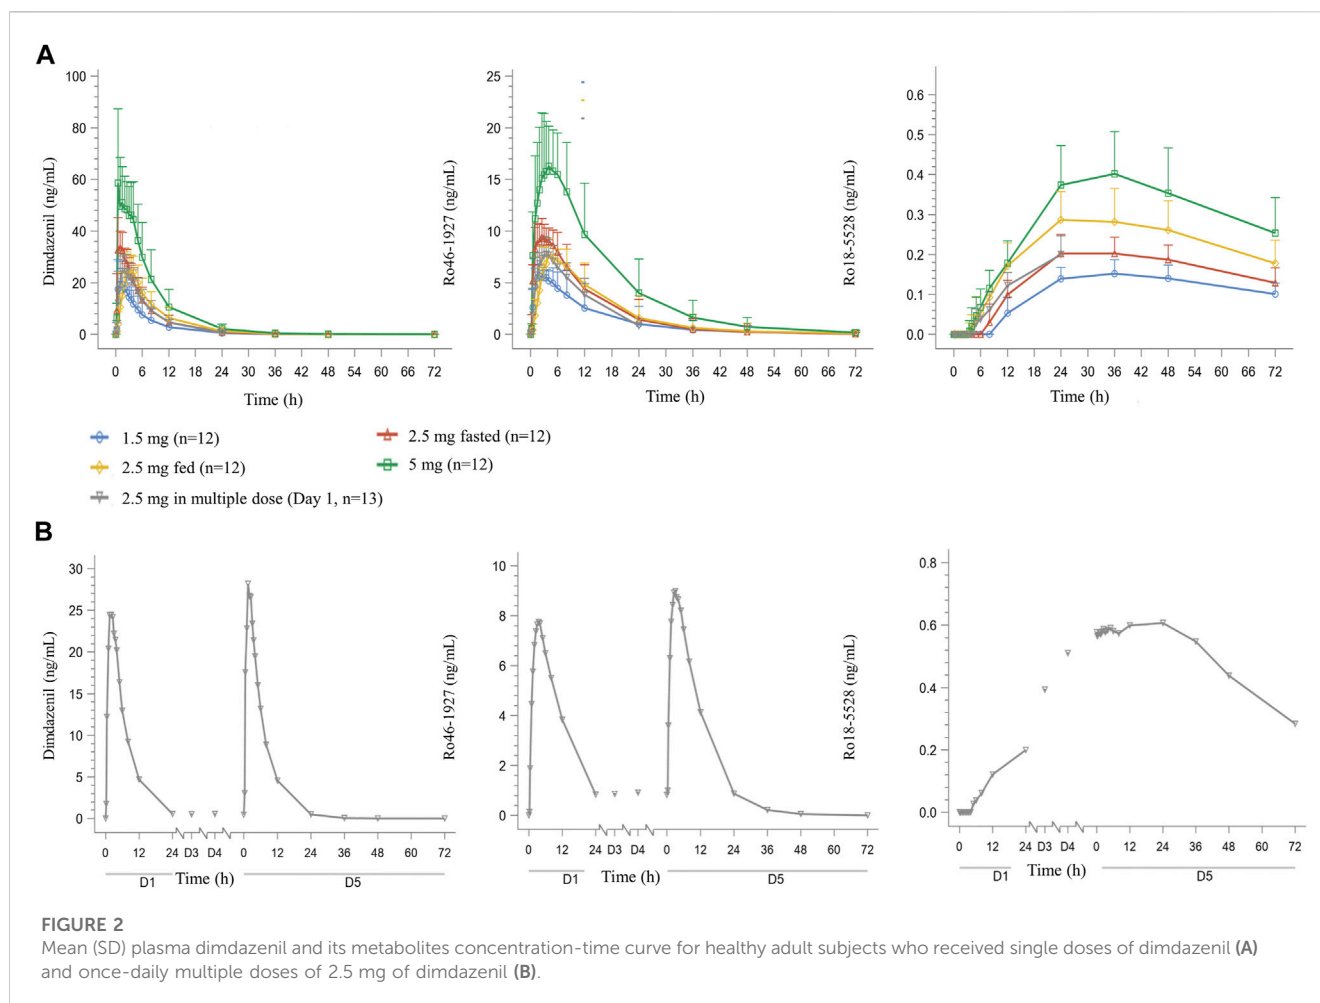 A
Dimdazenil (ng/mL)
100
80
60
40
20
0
0 6 12 24 36 48 60 66 72
Time (h)
Ro46-1927 (ng/mL)
25
20
15
10
5
0
0 6 12 18 24 30 36 42 48 54 60 66 72
Time (h)
Ro18-5528 (ng/mL)
0.6
0.5
0.4
0.3
0.2
0.1
0.0
0 6 12 24 36 48 60 66 72
Time (h)
1.5 mg (n=12)
2.5 mg fasted (n=12)
2.5 mg fed (n=12)
5 mg (n=12)
2.5 mg in multiple dose (Day 1, n=13)
B
Dimdazenil (ng/mL)
30
25
20
15
10
5
0
0 12 24 D3 D4 0 12 24 36 48 60 72
D1 Time (h) D5
Ro46-1927 (ng/mL)
10
8
6
4
2
0
0 12 24 D3 D4 0 12 24 36 48 60 72
D1 Time (h) D5
Ro18-5528 (ng/mL)
0.8
0.6
0.4
0.2
0.0
0 12 24 D3 D4 0 12 24 36 48 60 72
D1 Time (h) D5
FIGURE 2
Mean (SD) plasma dimdazenil and its metabolites concentration-time curve for healthy adult subjects who received single doses of dimdazenil (A)
and once-daily multiple doses of 2.5 mg of dimdazenil (B).